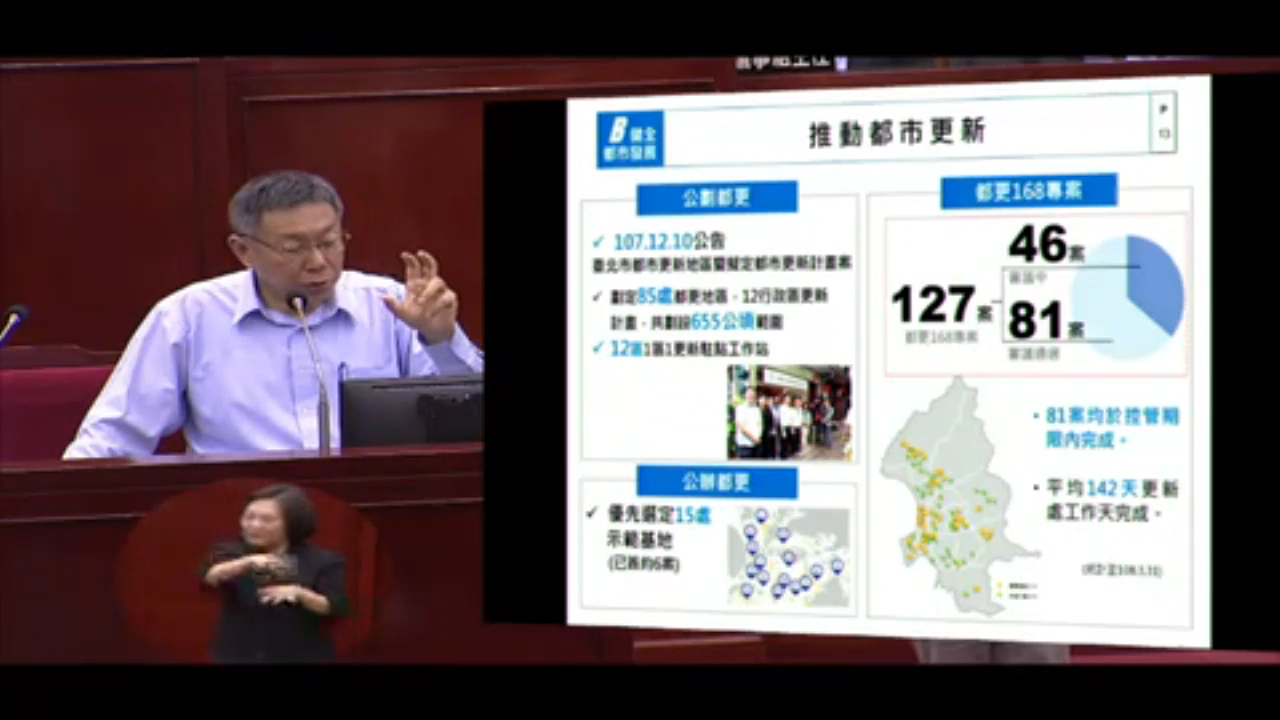 B 健全
都市發展
推動都市更新
P
13
公劃都更
✓ 107.12.10公告
臺北市都市更新地區暨擬定都市更新計畫案
✓ 劃定85處都更地區，12行政區更新
計畫，共劃設655公頃範圍
✓ 12區1區1更新駐點工作站
公辦都更
✓ 優先選定15處
示範基地
(已簽約6案)
都更168專案
46案
審議中
127案
都更168專案
81案
審議通過
• 81案均於控管期
限內完成。
• 平均142天更新
處工作天完成。